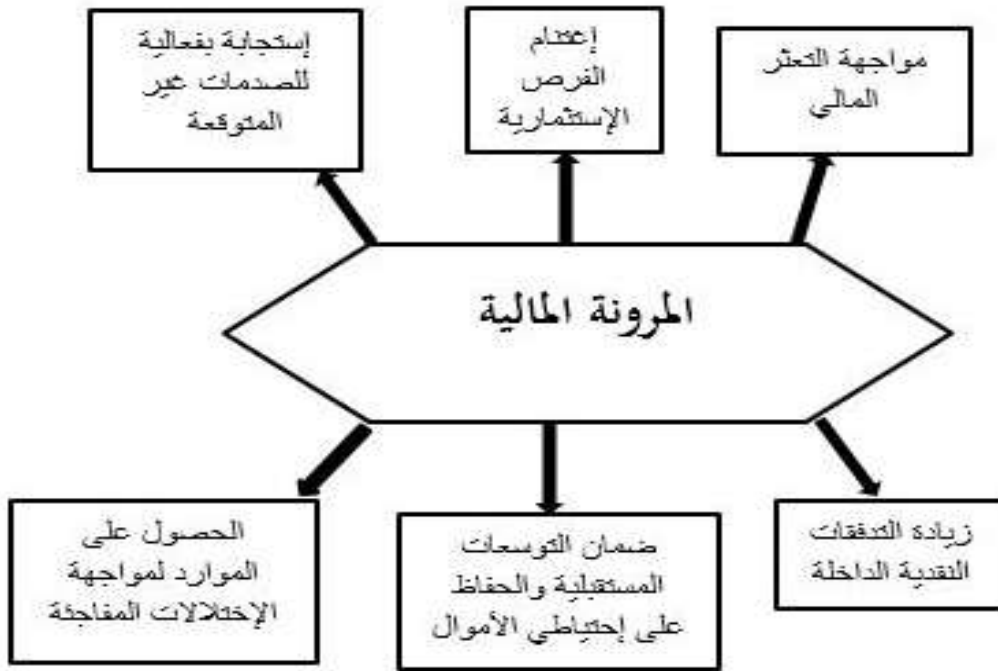 مواجهة التعثر
المالي
إغتنام
الفرص
الإستثمارية
إستجابة بفعالية
للصدمات غير
المتوقعة
المرونة المالية
زيادة التدفقات
النقدية الداخلة
ضمان التوسعات
المستقبلية والحفاظ
على إحتياطي الأموال
الحصول على
الموارد لمواجهة
الإختلالات المفاجئة